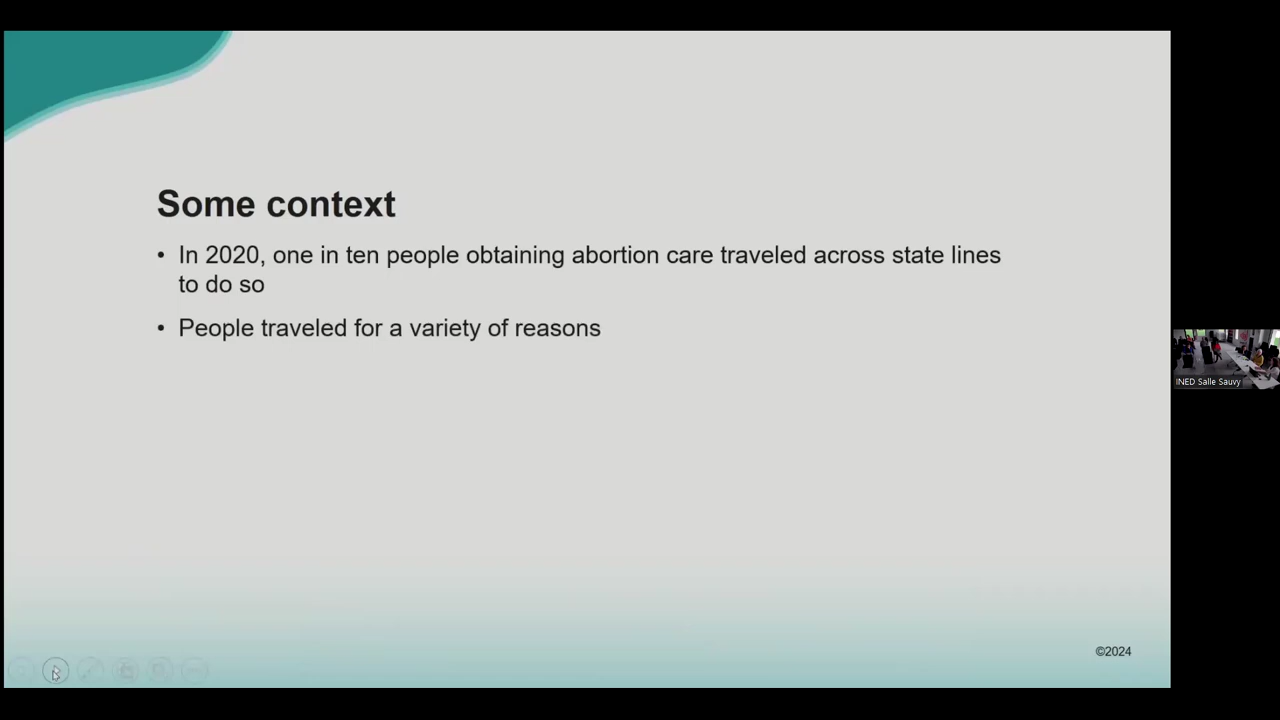 Some context
• In 2020, one in ten people obtaining abortion care traveled across state lines
to do so
• People traveled for a variety of reasons
INED Salle Sauvy
©2024